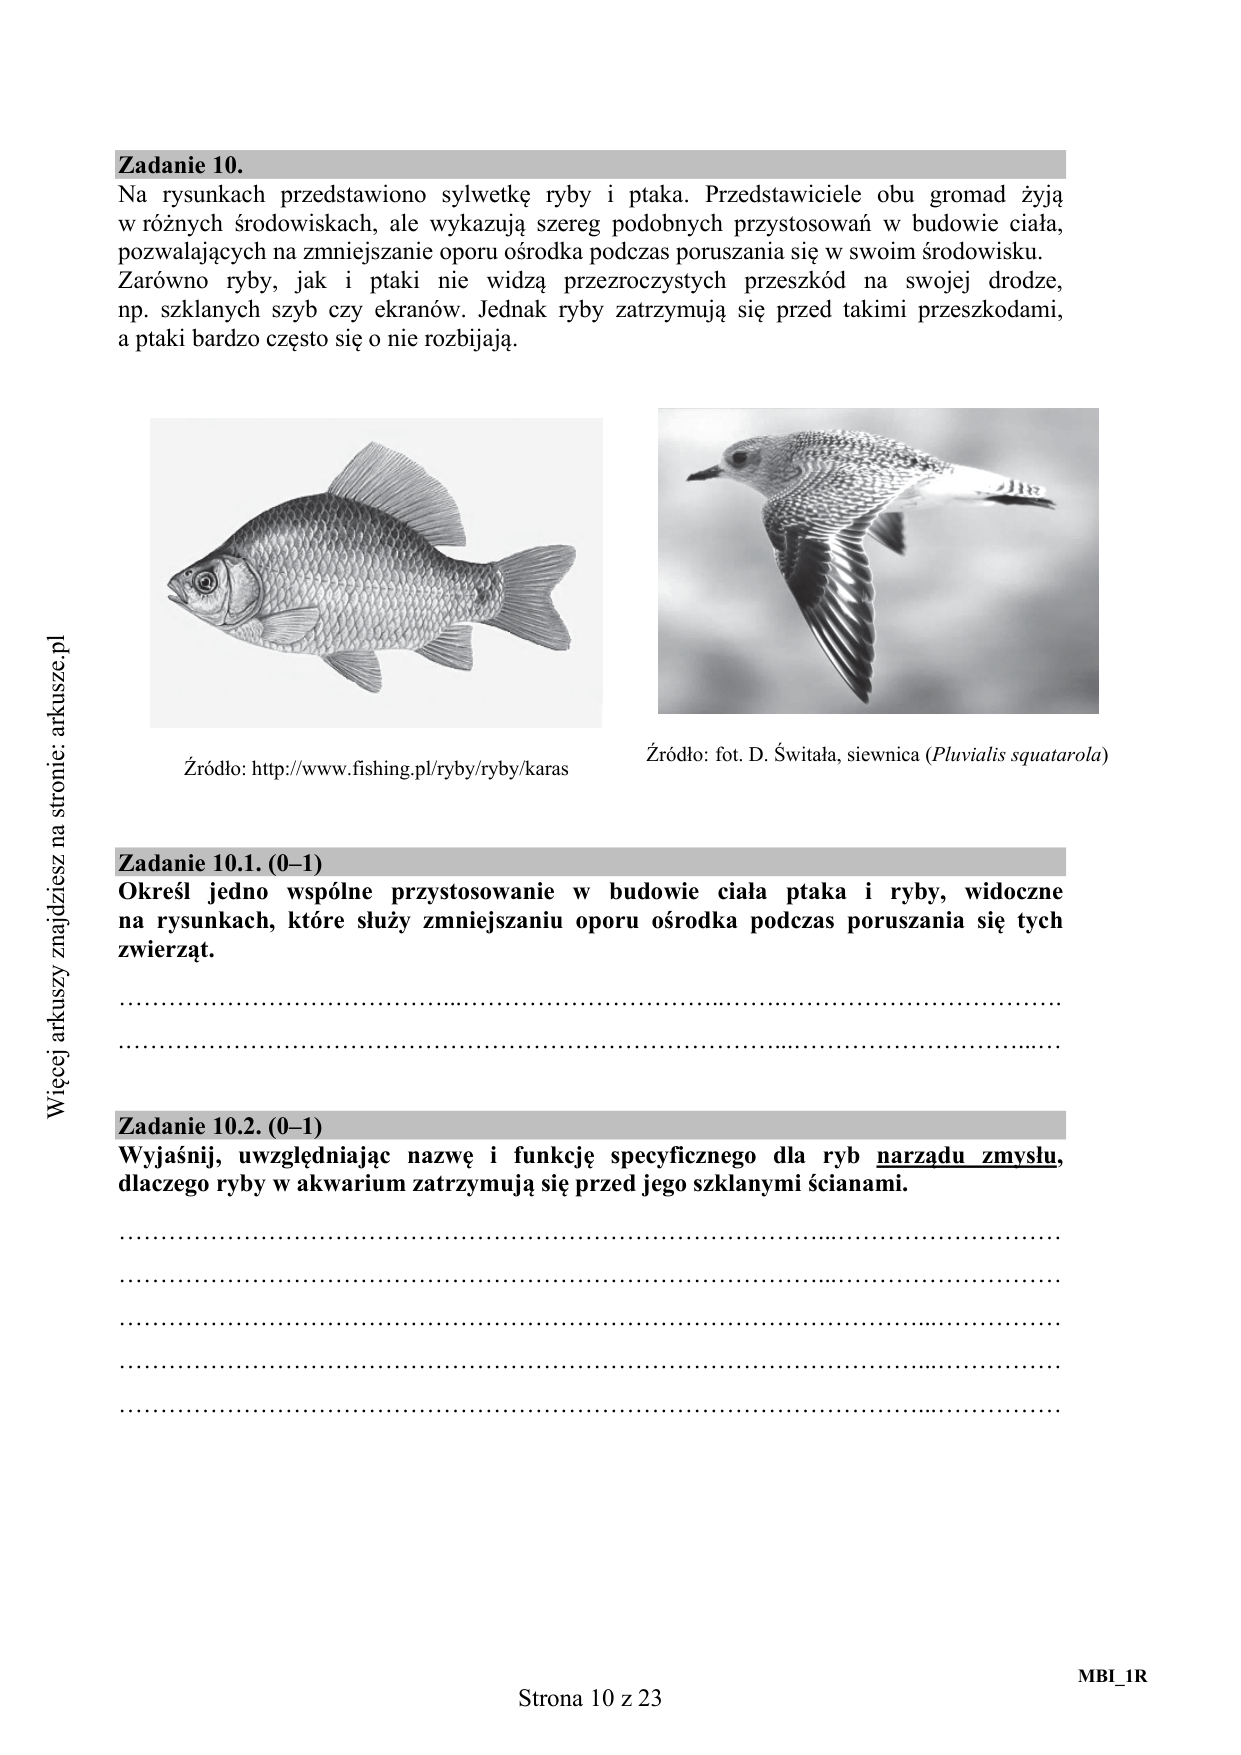 Zadanie 10.
Na rysunkach przedstawiono sylwetkę ryby i ptaka. Przedstawiciele obu gromad żyją
w różnych środowiskach, ale wykazują szereg podobnych przystosowań w budowie ciała,
pozwalających na zmniejszanie oporu ośrodka podczas poruszania się w swoim środowisku.
Zarówno ryby, jak i ptaki nie widzą przezroczystych przeszkód na swojej drodze,
np. szklanych szyb czy ekranów. Jednak ryby zatrzymują się przed takimi przeszkodami,
a ptaki bardzo często się o nie rozbijają.
Źródło: http://www.fishing.pl/ryby/ryby/karas
Źródło: fot. D. Świtała, siewnica (Pluvialis squatarola)
Zadanie 10.1. (0–1)
Określ jedno wspólne przystosowanie w budowie ciała ptaka i ryby, widoczne
na rysunkach, które służy zmniejszaniu oporu ośrodka podczas poruszania się tych
zwierząt.
Zadanie 10.2. (0–1)
Wyjaśnij, uwzględniając nazwę i funkcję specyficznego dla ryb narządu zmysłu,
dlaczego ryby w akwarium zatrzymują się przed jego szklanymi ścianami.
Więcej arkuszy znajdziesz na stronie: arkusze.pl
MBI_1R
Strona 10 z 23